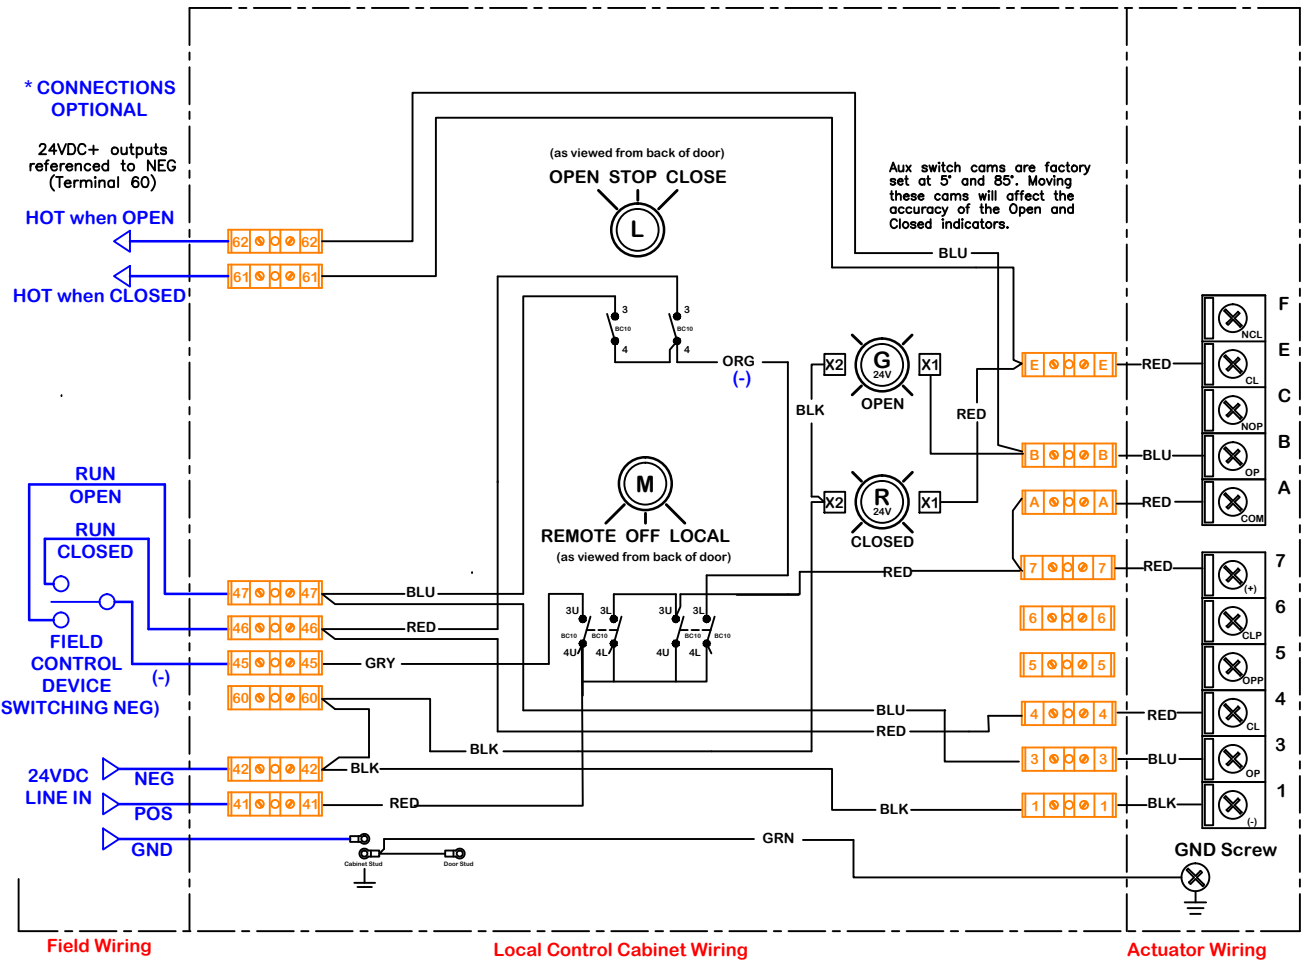 * CONNECTIONS
OPTIONAL
24VDC+ outputs
referenced to NEG
(Terminal 60)
HOT when OPEN
HOT when CLOSED
62 62
61 61
(as viewed from back of door)
OPEN STOP CLOSE
L
Aux switch cams are factory
set at 5° and 85°. Moving
these cams will affect the
accuracy of the Open and
Closed indicators.
BLU
3 3
BC10 BC10
4 4
ORG
(-)
X2 G 24V X1
OPEN
BLK
RED
X2 R 24V X1
CLOSED
E E RED
B B BLU
A A RED
7 7 RED
6 6
5 5
4 4 RED
3 3 BLU
1 1 BLK
F
NCL
E
CL
C
NOP
B
OP
A
COM
7
(+)
6
CLP
5
OPP
4
CL
3
OP
1
(-)
GND Screw
RUN
OPEN
RUN
CLOSED
FIELD
CONTROL
DEVICE
SWITCHING NEG)
(-)
M
REMOTE OFF LOCAL
(as viewed from back of door)
47 47 BLU
46 46 RED
45 45 GRY
60 60
3U 3L 3U 3L
BC10 BC10 BC10 BC10
4U 4L 4U 4L
RED
BLU
RED
BLK
24VDC
LINE IN
NEG
POS
GND
42 42 BLK
41 41 RED
BLK
GRN
Cabinet Stud
Door Stud
Field Wiring
Local Control Cabinet Wiring
Actuator Wiring